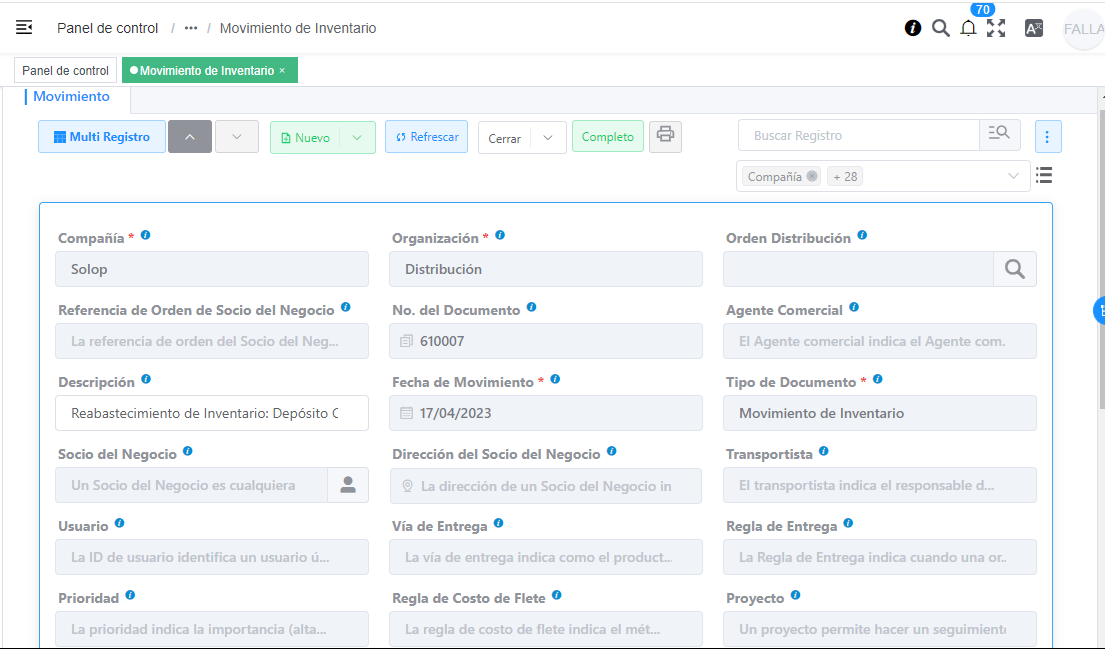 Panel de control / ••• / Movimiento de Inventario
70
FALLA
Panel de control
Movimiento de Inventario ×
Movimiento
Multi Registro
Nuevo
Refrescar
Cerrar
Completo
Buscar Registro
Compañía
+ 28
Compañía *
Organización *
Orden Distribución
Solop
Distribución
Referencia de Orden de Socio del Negocio
No. del Documento
Agente Comercial
La referencia de orden del Socio del Neg...
610007
El Agente comercial indica el Agente com.
Descripción
Fecha de Movimiento *
Tipo de Documento *
Reabastecimiento de Inventario: Depósito C
17/04/2023
Movimiento de Inventario
Socio del Negocio
Dirección del Socio del Negocio
Transportista
Un Socio del Negocio es cualquiera
La dirección de un Socio del Negocio in
El transportista indica el responsable d...
Usuario
Vía de Entrega
Regla de Entrega
La ID de usuario identifica un usuario ú...
La vía de entrega indica como el product...
La Regla de Entrega indica cuando una or..
Prioridad
Regla de Costo de Flete
Proyecto
La prioridad indica la importancia (alta...
La regla de costo de flete indica el mét...
Un proyecto permite hacer un seguimient